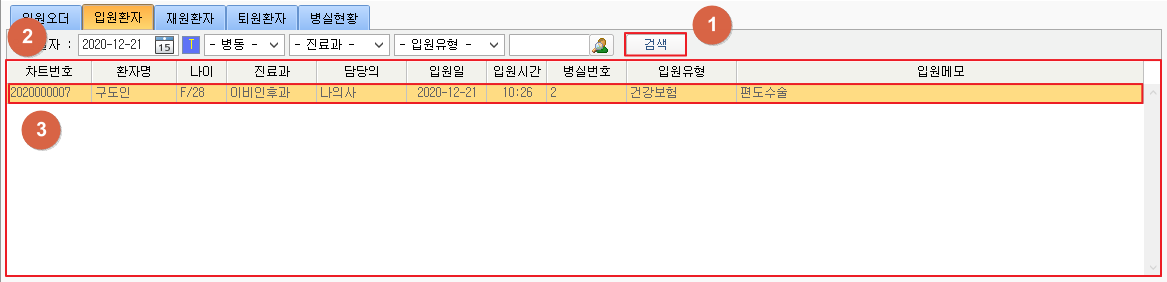 입원오더 입원환자 재원환자 퇴원환자 병실현황
1
2 자 : 2020-12-21 15 T - 병동 - - 진료과 - - 입원유형 - 검색
차트번호 환자명 나이 진료과 담당의 입원일 입원시간 병실번호 입원유형 입원메모
2020000007 구도인 F/28 이비인후과 나의사 2020-12-21 10:26 2 건강보험 편도수술
3